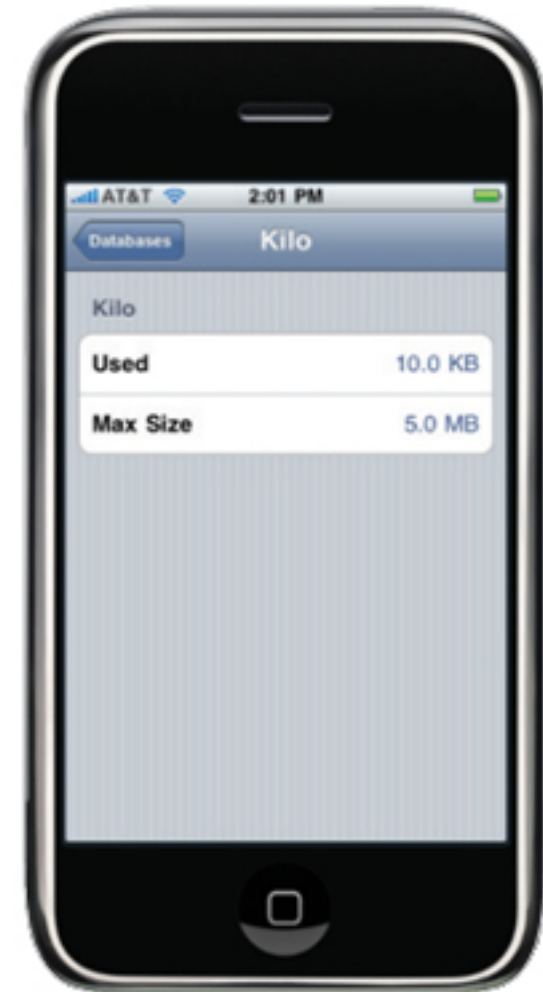 AT&T 2:01 PM
Databases Kilo
Kilo
Used 10.0 KB
Max Size 5.0 MB